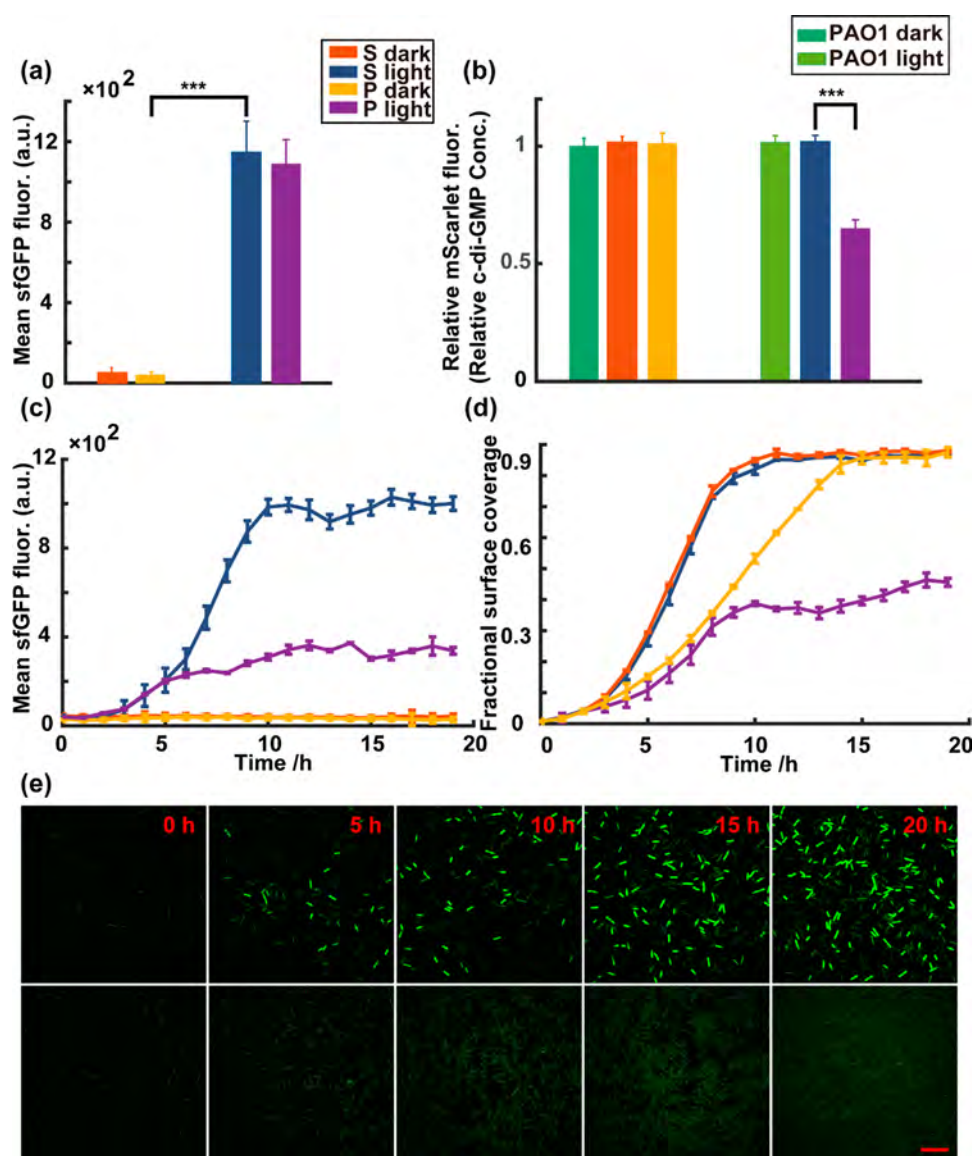 (a)
×10²
Mean sfGFP fluor. (a.u.)
12
8
4
0
***
S dark
S light
P dark
P light
(b)
Relative mScarlet fluor.
(Relative c-di-GMP Conc.)
1
0.5
0
***
PAO1 dark
PAO1 light
(c)
×10²
Mean sfGFP fluor. (a.u.)
12
8
4
0
0 5 10 15 20
Time /h
(d)
Fractional surface coverage
0.9
0.6
0.3
0
0 5 10 15 20
Time /h
(e)
0 h 5 h 10 h 15 h 20 h